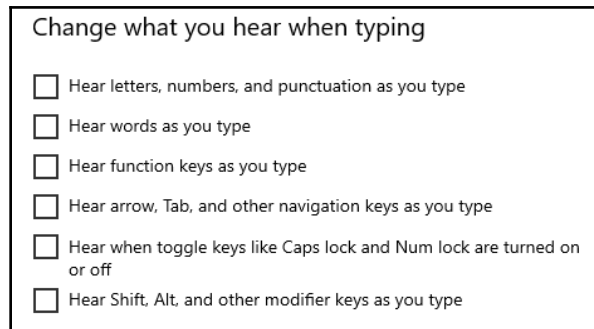 Change what you hear when typing
Hear letters, numbers, and punctuation as you type
Hear words as you type
Hear function keys as you type
Hear arrow, Tab, and other navigation keys as you type
Hear when toggle keys like Caps lock and Num lock are turned on
or off
Hear Shift, Alt, and other modifier keys as you type